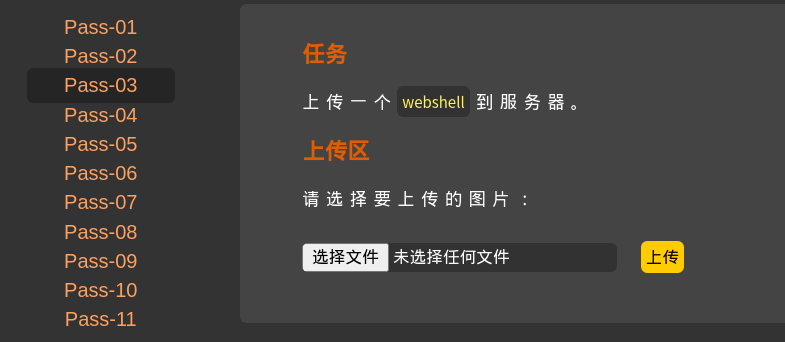 Pass-01
Pass-02
Pass-03
Pass-04
Pass-05
Pass-06
Pass-07
Pass-08
Pass-09
Pass-10
Pass-11
任务
上传一个 webshell 到服务器。
上传区
请选择要上传的图片：
选择文件 未选择任何文件 上传